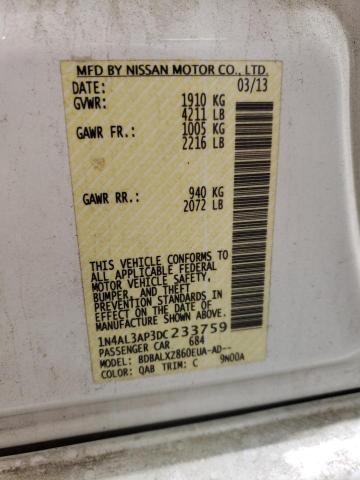 MFD BY NISSAN MOTOR CO., LTD.
DATE: 03/13
GVWR: 1910 KG
4211 LB
GAWR FR.: 1005 KG
2216 LB
GAWR RR.: 940 KG
2072 LB
THIS VEHICLE CONFORMS TO
ALL APPLICABLE FEDERAL
MOTOR VEHICLE SAFETY,
BUMPER, AND THEFT
PREVENTION STANDARDS IN
EFFECT ON THE DATE OF
MANUFACTURE SHOWN ABOVE.
1N4AL3AP3DC233759
PASSENGER CAR 684
MODEL: BDBALXZ860EUA-AD--
COLOR: QAB TRIM: C 9N00A